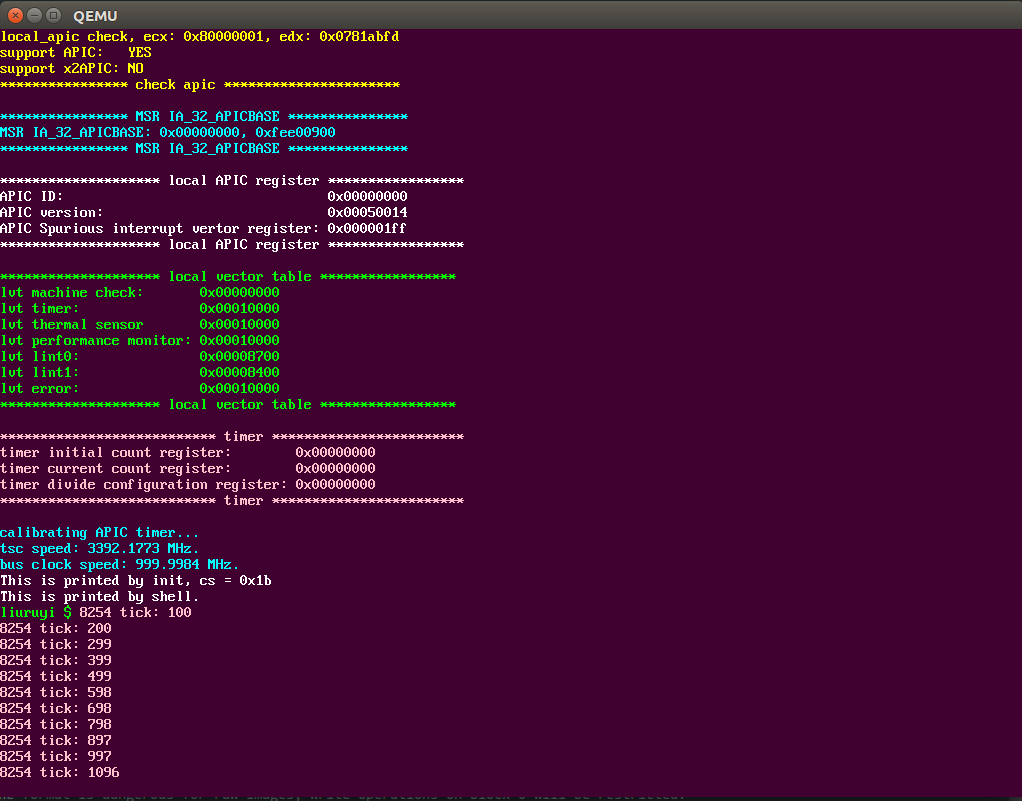 QEMU
local_apic check, ecx: 0x80000001, edx: 0x0781abfd
support APIC:   YES
support x2APIC: NO
**************** check apic **********************
**************** MSR IA_32_APICBASE ***************
MSR IA_32_APICBASE: 0x00000000, 0xfee00900
**************** MSR IA_32_APICBASE ***************
******************** local APIC register *****************
APIC ID:                                 0x00000000
APIC version:                            0x00050014
APIC Spurious interrupt vertor register: 0x000001ff
******************** local APIC register *****************
******************** local vector table *****************
lvt machine check:       0x00000000
lvt timer:               0x00010000
lvt thermal sensor       0x00010000
lvt performance monitor: 0x00010000
lvt lint0:               0x00008700
lvt lint1:               0x00008400
lvt error:               0x00010000
******************** local vector table *****************
*************************** timer ************************
timer initial count register:        0x00000000
timer current count register:        0x00000000
timer divide configuration register: 0x00000000
*************************** timer ************************
calibrating APIC timer...
tsc speed: 3392.1773 MHz.
bus clock speed: 999.9984 MHz.
This is printed by init, cs = 0x1b
This is printed by shell.
liuruyi $ 8254 tick: 100
8254 tick: 200
8254 tick: 299
8254 tick: 399
8254 tick: 499
8254 tick: 598
8254 tick: 698
8254 tick: 798
8254 tick: 897
8254 tick: 997
8254 tick: 1096